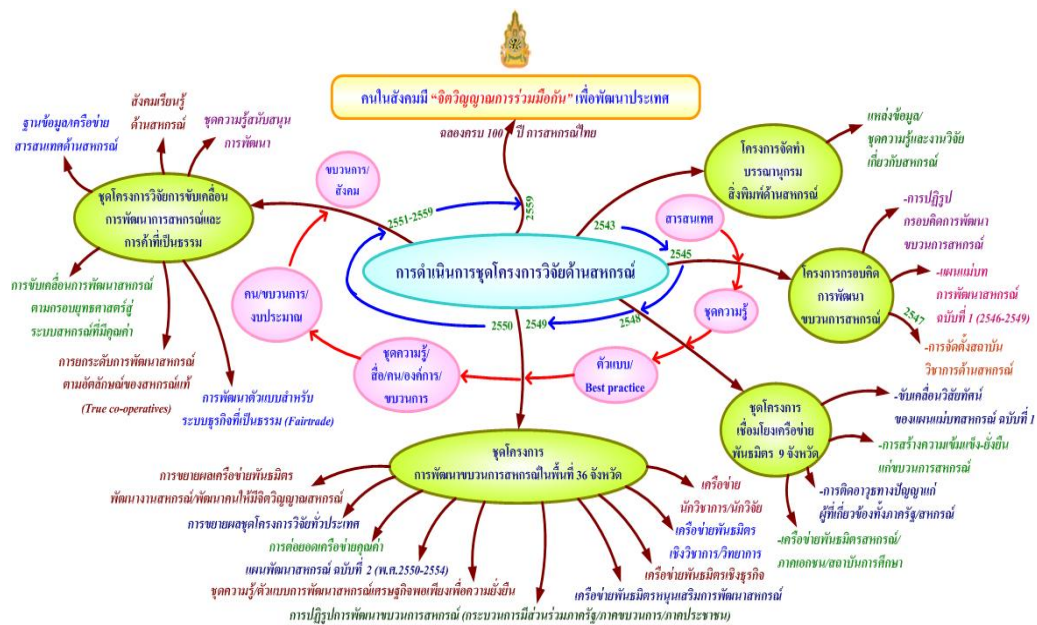 คนในสังคมมี “จิตวิญญาณการร่วมมือกัน” เพื่อพัฒนาประเทศ
ฉลองครบ 100 ปี การสหกรณ์ไทย
ฐานข้อมูล/เครือข่าย
สารสนเทศด้านสหกรณ์
สังคมเรียนรู้
ด้านสหกรณ์
ชุดความรู้สนับสนุน
การพัฒนา
ชุดโครงการวิจัยการขับเคลื่อน
การพัฒนาการสหกรณ์และ
การค้าที่เป็นธรรม
การขับเคลื่อนการพัฒนาสหกรณ์
ตามกรอบยุทธศาสตร์สู่
ระบบสหกรณ์ที่มีคุณค่า
การยกระดับการพัฒนาสหกรณ์
ตามอัตลักษณ์ของสหกรณ์แท้
(True co-operatives)
การพัฒนาตัวแบบสำหรับ
ระบบธุรกิจที่เป็นธรรม (Fairtrade)
ขบวนการ/
สังคม
คน/ขบวนการ/
งบประมาณ
ชุดความรู้/
สื่อ/คน/องค์การ/
ขบวนการ
ตัวแบบ/
Best practice
ชุดความรู้
สารสนเทศ
2551-2559
2559
2543
2545
2548
2549
2550
การดำเนินการชุดโครงการวิจัยด้านสหกรณ์
โครงการจัดทำ
บรรณานุกรม
สิ่งพิมพ์ด้านสหกรณ์
แหล่งข้อมูล/
ชุดความรู้และงานวิจัย
เกี่ยวกับสหกรณ์
โครงการกรอบคิด
การพัฒนา
ขบวนการสหกรณ์
-การปฏิรูป
กรอบคิดการพัฒนา
ขบวนการสหกรณ์
-แผนแม่บท
การพัฒนาสหกรณ์
ฉบับที่ 1 (2546-2549)
2547
-การจัดตั้งสถาบัน
วิชาการด้านสหกรณ์
ชุดโครงการ
เชื่อมโยงเครือข่าย
พันธมิตร 9 จังหวัด
-ขับเคลื่อนวิสัยทัศน์
ของแผนแม่บทสหกรณ์ ฉบับที่ 1
-การสร้างความเข้มแข็ง-ยั่งยืน
แก่ขบวนการสหกรณ์
-การติดอาวุธทางปัญญาแก่
ผู้ที่เกี่ยวข้องทั้งภาครัฐ/สหกรณ์
-เครือข่ายพันธมิตรสหกรณ์/
ภาคเอกชน/สถาบันการศึกษา
ชุดโครงการ
การพัฒนาขบวนการสหกรณ์ในพื้นที่ 36 จังหวัด
การขยายผลเครือข่ายพันธมิตร
พัฒนางานสหกรณ์/พัฒนาคนให้มีจิตวิญญาณสหกรณ์
การขยายผลชุดโครงการวิจัยทั่วประเทศ
การต่อยอดเครือข่ายคุณค่า
แผนพัฒนาสหกรณ์ ฉบับที่ 2 (พ.ศ.2550-2554)
ชุดความรู้/ตัวแบบการพัฒนาสหกรณ์เศรษฐกิจพอเพียงเพื่อความยั่งยืน
การปฏิรูปการพัฒนาขบวนการสหกรณ์ (กระบวนการมีส่วนร่วมภาครัฐ/ภาคขบวนการ/ภาคประชาชน)
เครือข่าย
นักวิชาการ/นักวิจัย
เครือข่ายพันธมิตร
เชิงวิชาการ/วิทยาการ
เครือข่ายพันธมิตรเชิงธุรกิจ
เครือข่ายพันธมิตรหนุนเสริมการพัฒนาสหกรณ์